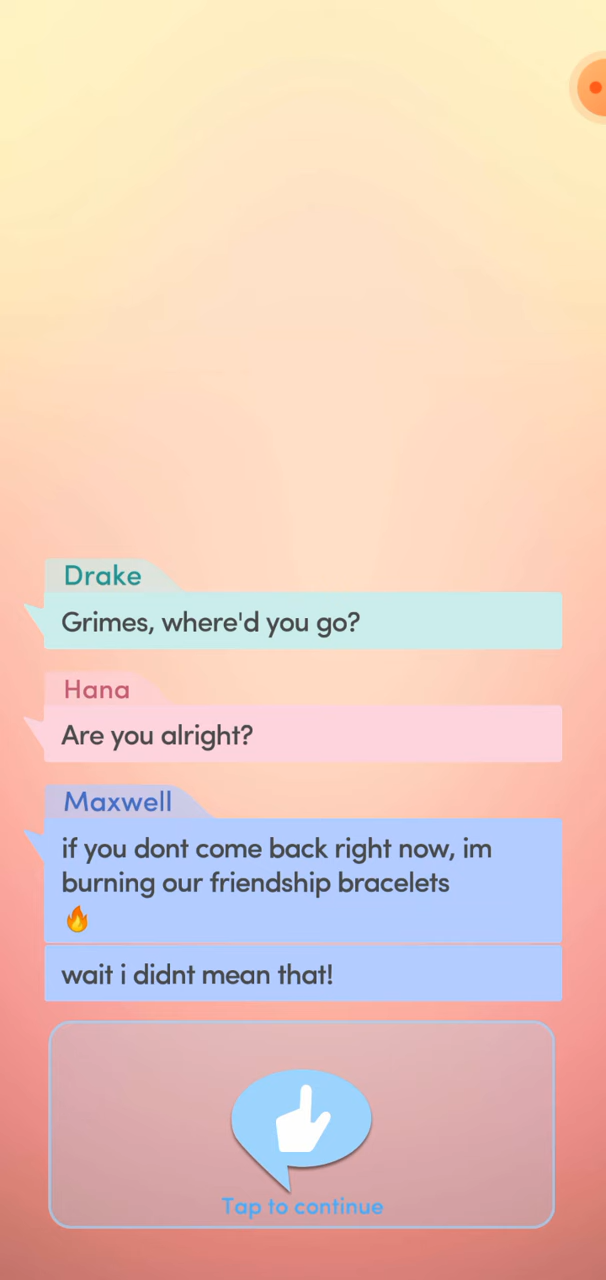 Drake
Grimes, where'd you go?
Hana
Are you alright?
Maxwell
if you dont come back right now, im
burning our friendship bracelets
🔥
wait i didnt mean that!
Tap to continue